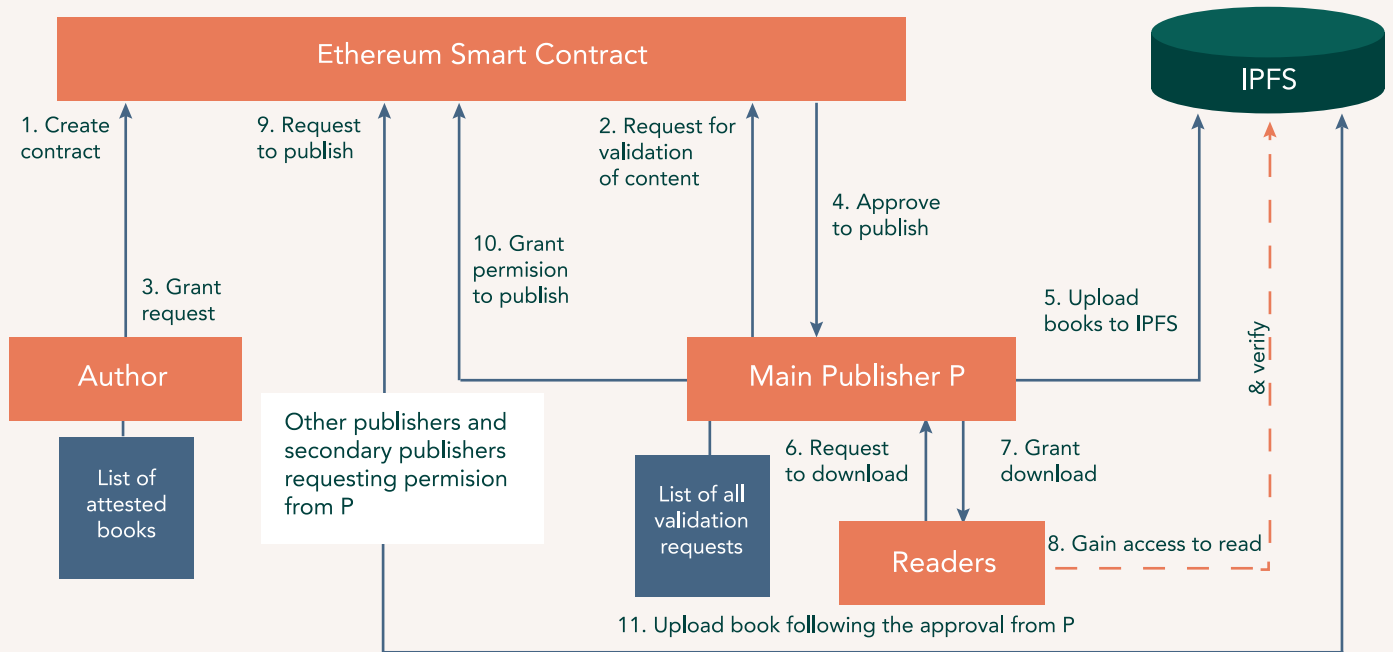 Ethereum Smart Contract
IPFS
1. Create
contract
9. Request
to publish
2. Request for
validation
of content
4. Approve
to publish
10. Grant
permision
to publish
3. Grant
request
5. Upload
books to IPFS
& verify
Author
Main Publisher P
Other publishers and
secondary publishers
requesting permision
from P
6. Request
to download
7. Grant
download
List of
attested
books
List of all
validation
requests
Readers
8. Gain access to read
11. Upload book following the approval from P